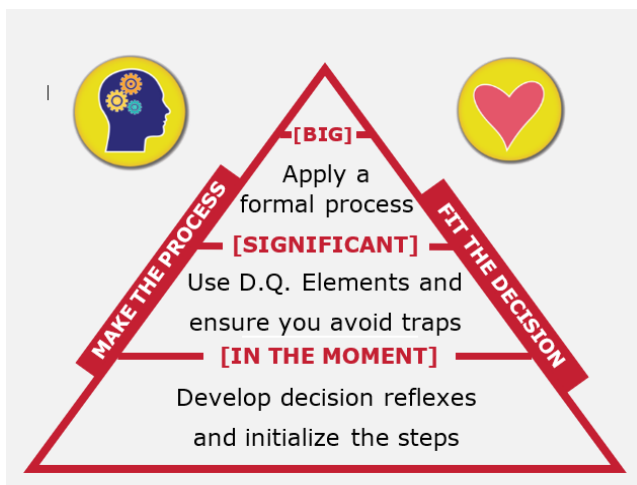 [BIG]
Apply a
formal process
MAKE THE PROCESS
FIT THE DECISION
[SIGNIFICANT]
Use D.Q. Elements and
ensure you avoid traps
[IN THE MOMENT]
Develop decision reflexes
and initialize the steps